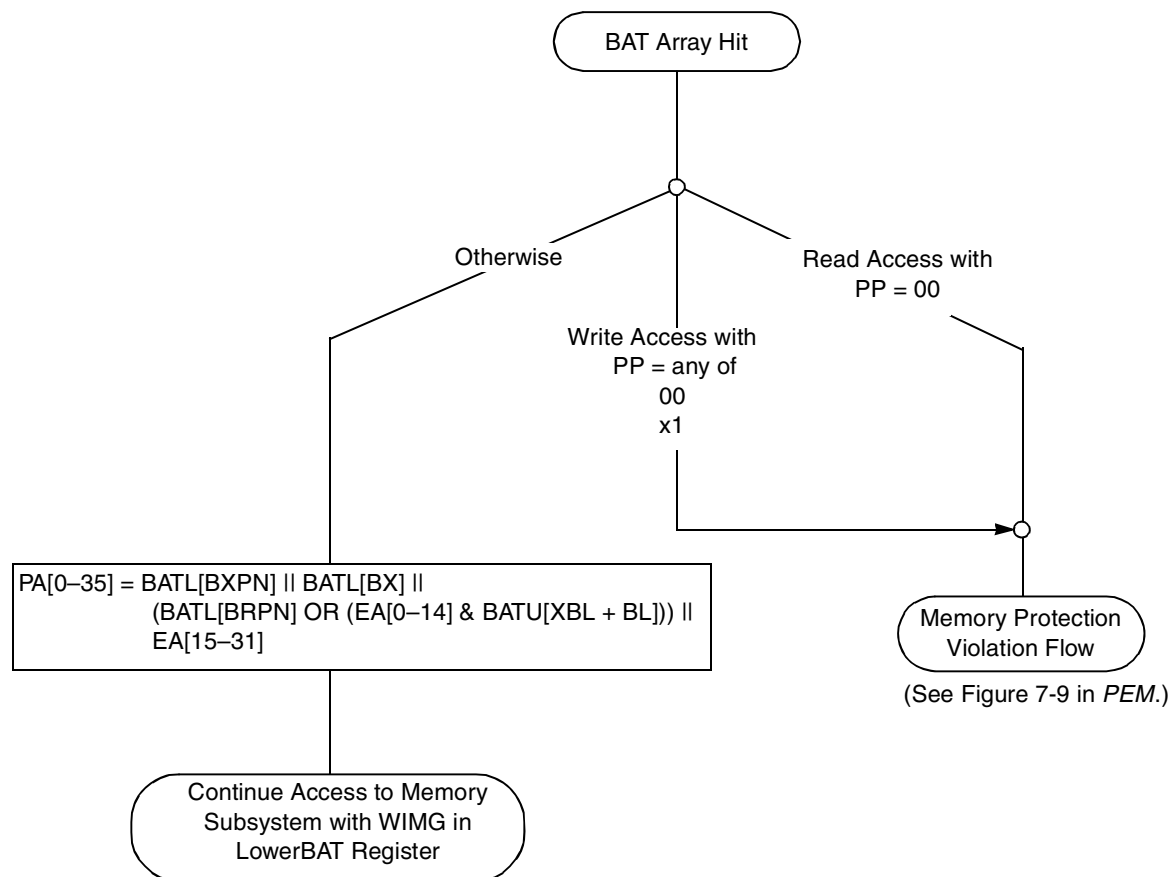 BAT Array Hit
Otherwise
Read Access with
PP = 00
Write Access with
PP = any of
00
x1
PA[0–35] = BATL[BXPN] || BATL[BX] ||
(BATL[BRPN] OR (EA[0–14] & BATU[XBL + BL])) ||
EA[15–31]
Memory Protection
Violation Flow
(See Figure 7-9 in PEM.)
Continue Access to Memory
Subsystem with WIMG in
LowerBAT Register